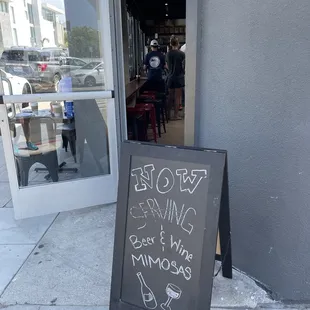 NOW
SERVING
Beer & Wine
MIMOSAS